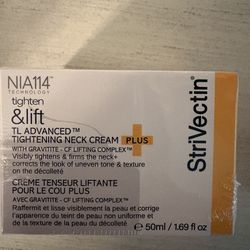 NIA114™
TECHNOLOGY
tighten
&lift
TL ADVANCED™
TIGHTENING NECK CREAM PLUS
WITH GRAVITITE - CF LIFTING COMPLEX™
Visibly tightens & firms the neck+
corrects the look of uneven tone & texture
on the décolleté
CRÈME TENSEUR LIFTANTE
POUR LE COU PLUS
AVEC GRAVITITE - CF LIFTING COMPLEX™
Raffermit et lisse visiblement la peau et corrige
l'apparence du teint de peau non uniforme et
de la texture de la peau du décolleté
e 50ml / 1.69 fl oz
StriVectin®